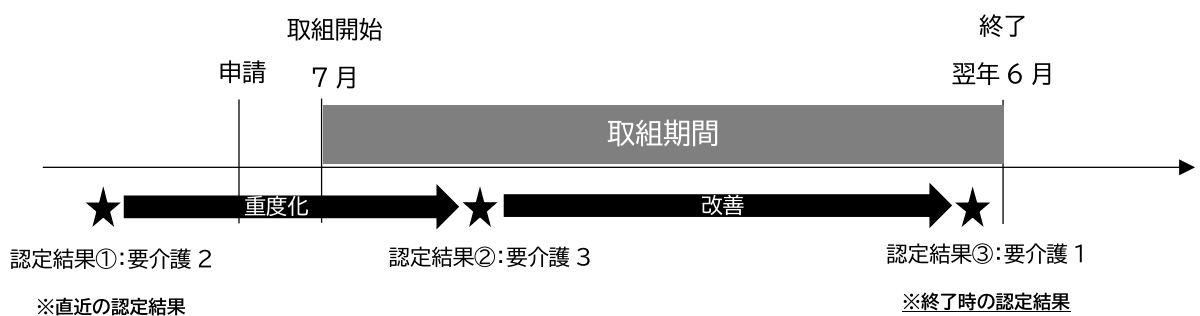 取組開始
終了
申請
7月
翌年6月
取組期間
重度化
改善
認定結果①：要介護2
認定結果②：要介護3
認定結果③：要介護1
※直近の認定結果
※終了時の認定結果